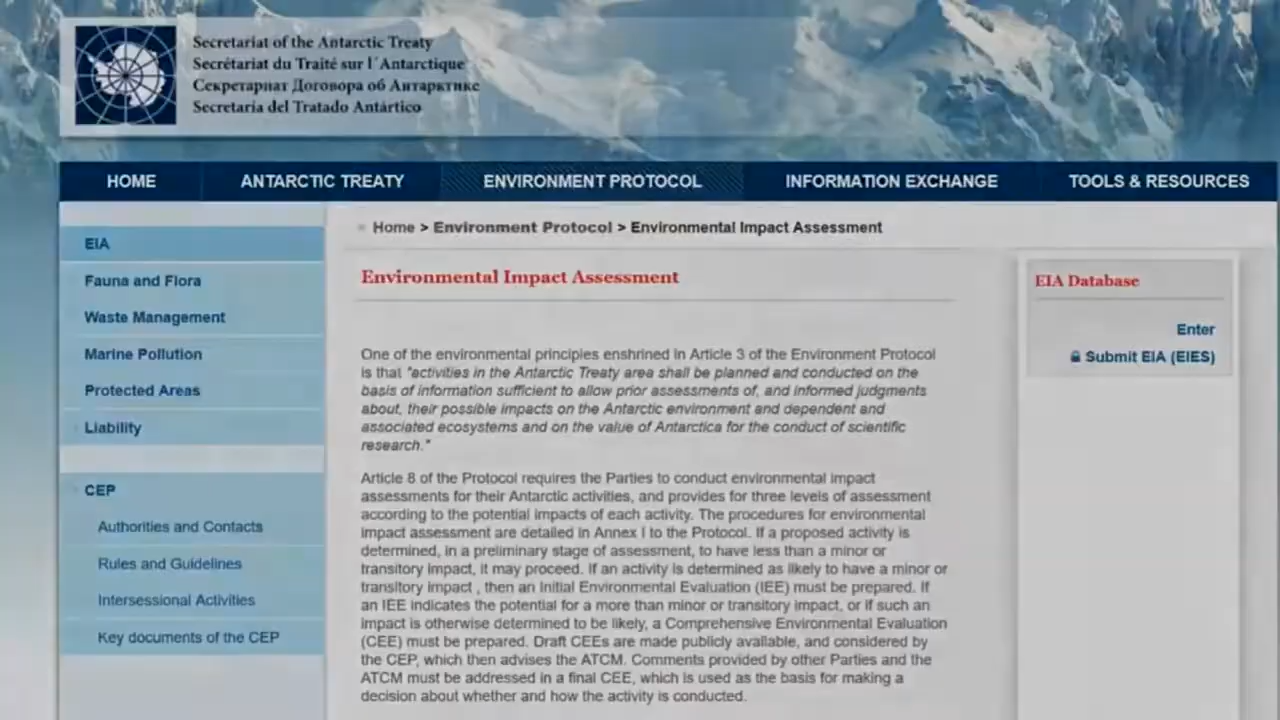 Secretariat of the Antarctic Treaty
Secrétariat du Traité sur l´Antarctique
Секретариат Договора об Антарктике
Secretaría del Tratado Antártico
HOME
ANTARCTIC TREATY
ENVIRONMENT PROTOCOL
INFORMATION EXCHANGE
TOOLS & RESOURCES
EIA
Fauna and Flora
Waste Management
Marine Pollution
Protected Areas
Liability
CEP
Authorities and Contacts
Rules and Guidelines
Intersessional Activities
Key documents of the CEP
Home > Environment Protocol > Environmental Impact Assessment
Environmental Impact Assessment
One of the environmental principles enshrined in Article 3 of the Environment Protocol
is that "activities in the Antarctic Treaty area shall be planned and conducted on the
basis of information sufficient to allow prior assessments of, and informed judgments
about, their possible impacts on the Antarctic environment and dependent and
associated ecosystems and on the value of Antarctica for the conduct of scientific
research."
Article 8 of the Protocol requires the Parties to conduct environmental impact
assessments for their Antarctic activities, and provides for three levels of assessment
according to the potential impacts of each activity. The procedures for environmental
impact assessment are detailed in Annex I to the Protocol. If a proposed activity is
determined, in a preliminary stage of assessment, to have less than a minor or
transitory impact, it may proceed. If an activity is determined as likely to have a minor or
transitory impact , then an Initial Environmental Evaluation (IEE) must be prepared. If
an IEE indicates the potential for a more than minor or transitory impact, or if such an
impact is otherwise determined to be likely, a Comprehensive Environmental Evaluation
(CEE) must be prepared. Draft CEEs are made publicly available, and considered by
the CEP, which then advises the ATCM. Comments provided by other Parties and the
ATCM must be addressed in a final CEE, which is used as the basis for making a
decision about whether and how the activity is conducted.
EIA Database
Enter
Submit EIA (EIES)